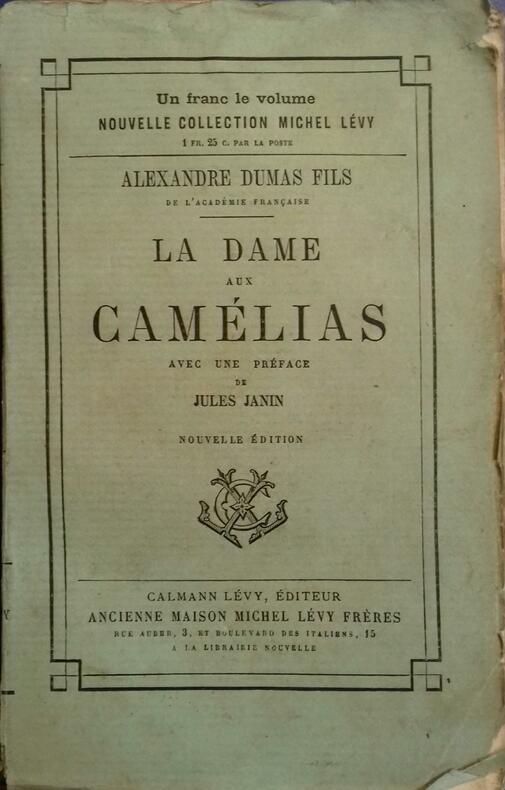 Un franc le volume
NOUVELLE COLLECTION MICHEL LÉVY
1 FR. 25 C. PAR LA POSTE
ALEXANDRE DUMAS FILS
DE L'ACADÉMIE FRANÇAISE
LA DAME
AUX
CAMÉLIAS
AVEC UNE PRÉFACE
DE
JULES JANIN
NOUVELLE ÉDITION
CALMANN LÉVY, ÉDITEUR
ANCIENNE MAISON MICHEL LÉVY FRÈRES
RUE AUBER, 3, ET BOULEVARD DES ITALIENS, 15
A LA LIBRAIRIE NOUVELLE